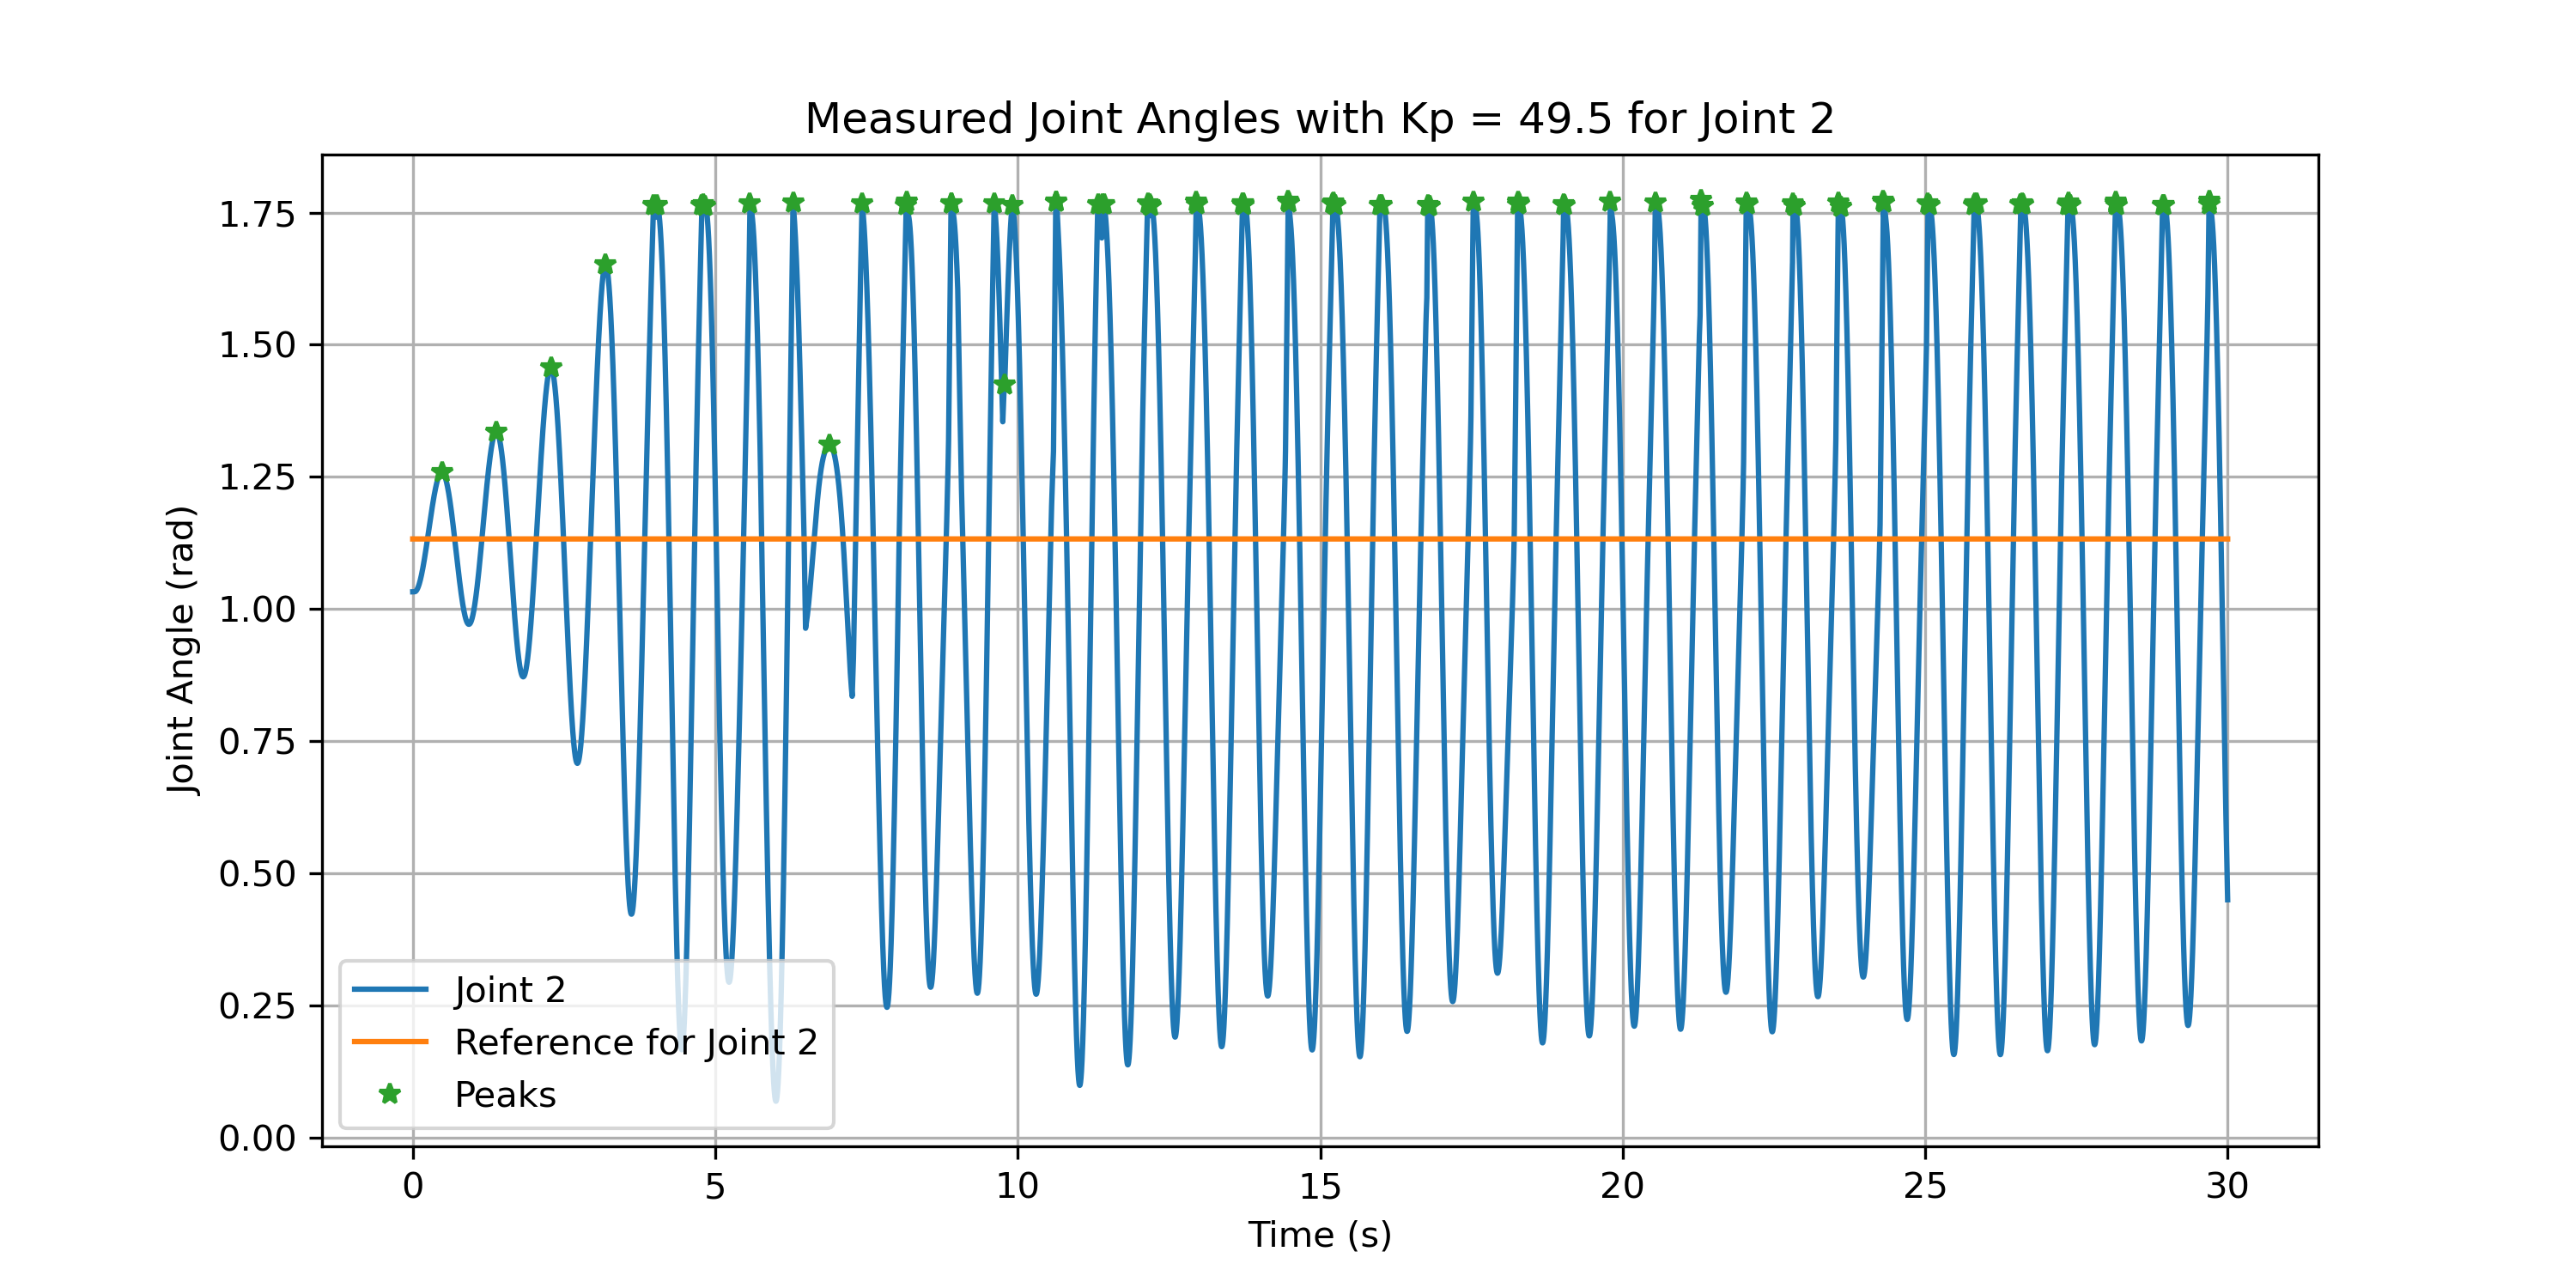 Measured Joint Angles with Kp = 49.5 for Joint 2
Joint Angle (rad)
1.75
1.50
1.25
1.00
0.75
0.50
0.25
0.00
Joint 2
Reference for Joint 2
Peaks
0 5 10 15 20 25 30
Time (s)